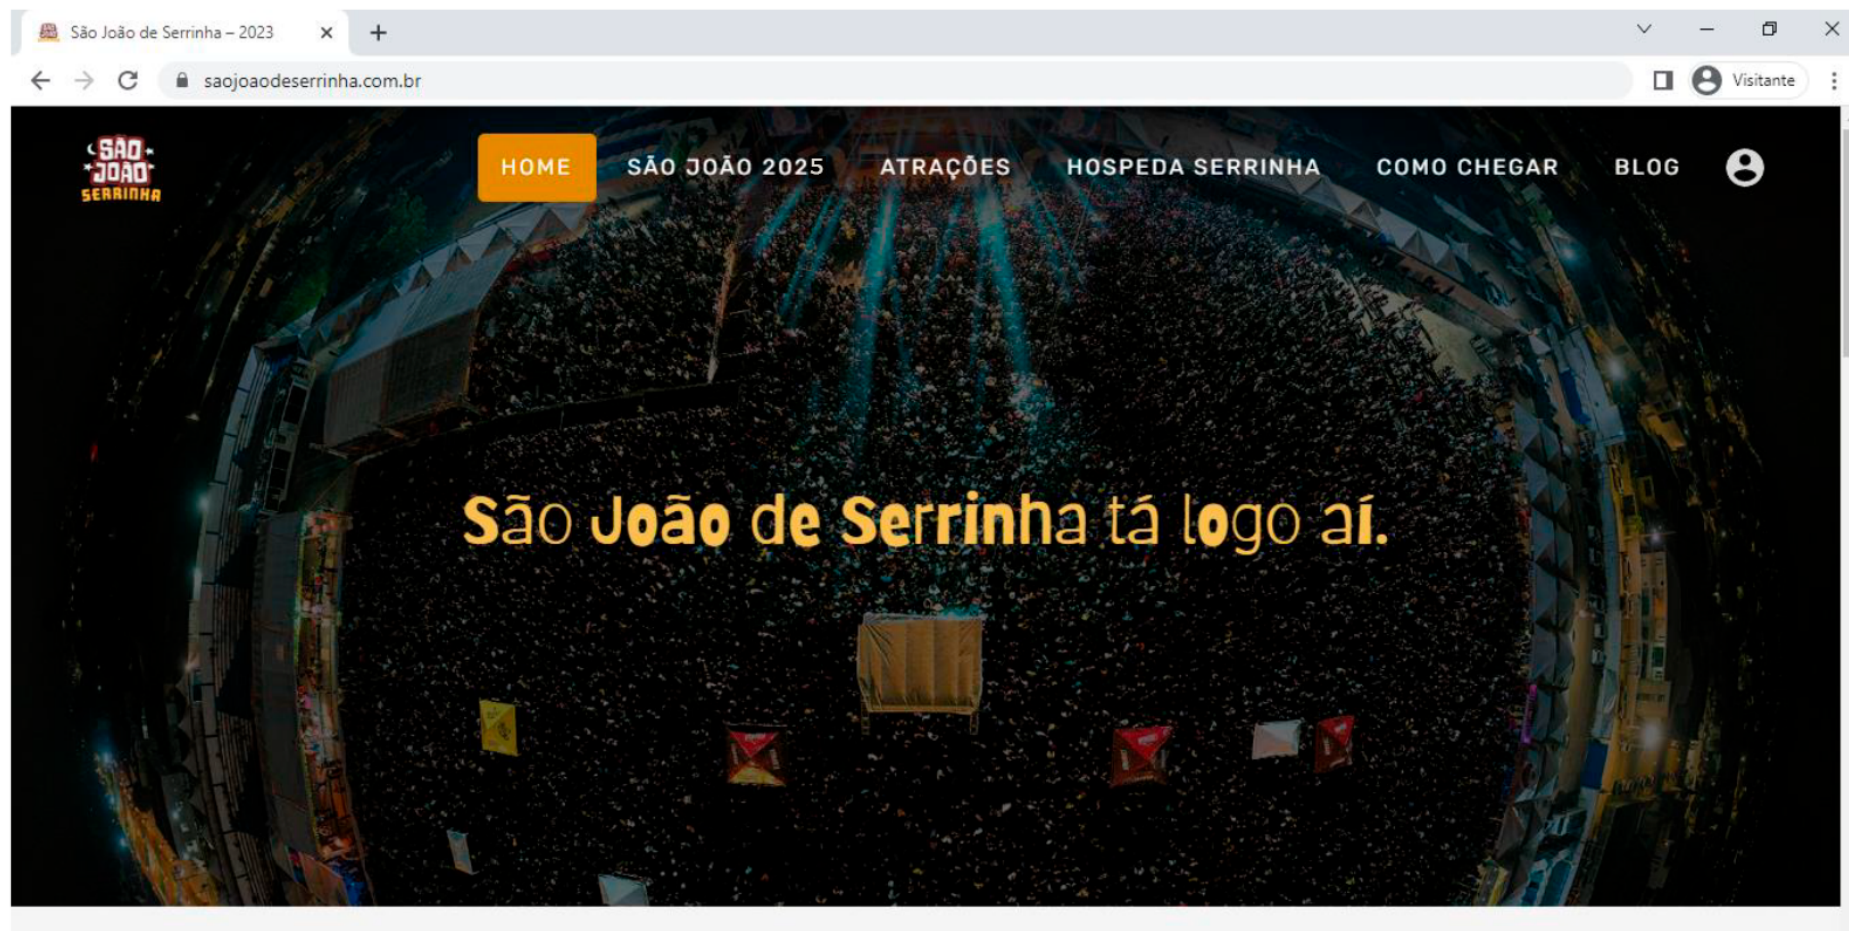 São João de Serrinha – 2023
saojoaodeserrinha.com.br
Visitante
SÃO
JOÃO
SERRINHA
HOME SÃO JOÃO 2025 ATRAÇÕES HOSPEDA SERRINHA COMO CHEGAR BLOG
São João de Serrinha tá logo aí.